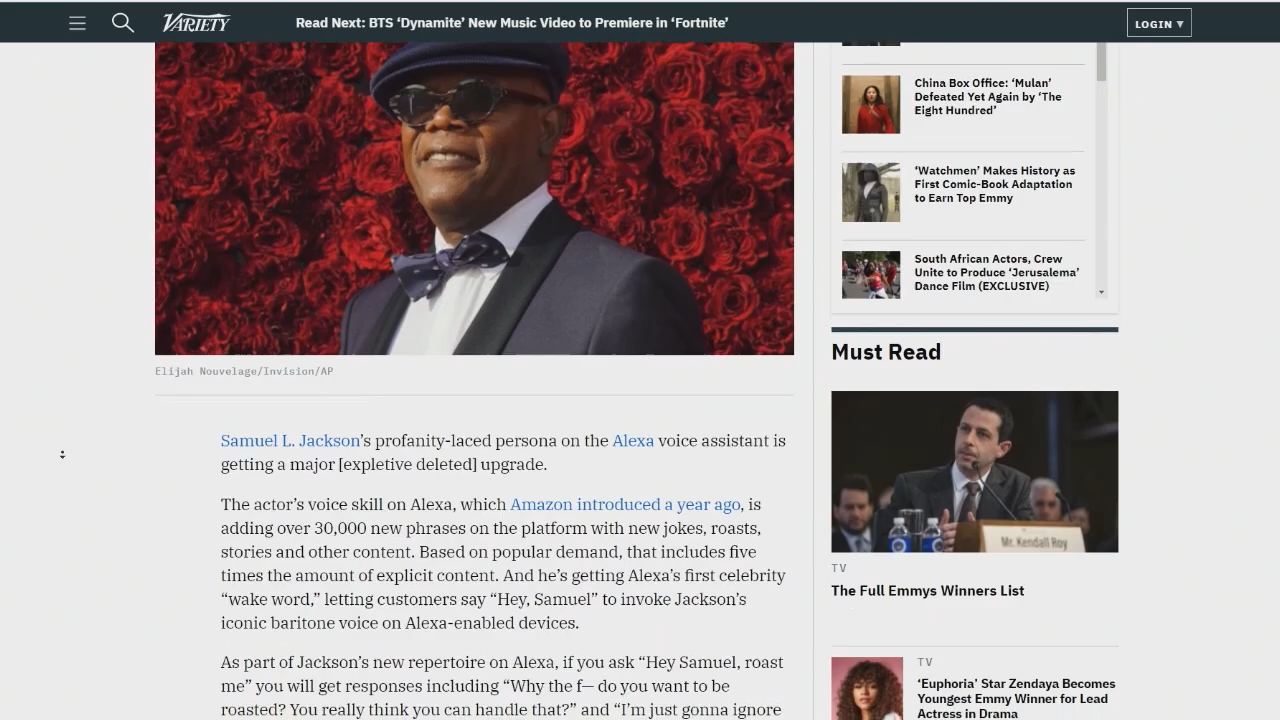 VARIETY
Read Next: BTS ‘Dynamite’ New Music Video to Premiere in ‘Fortnite’
LOGIN ▼
Elijah Nouvelage/Invision/AP
Samuel L. Jackson’s profanity-laced persona on the Alexa voice assistant is
getting a major [expletive deleted] upgrade.
The actor’s voice skill on Alexa, which Amazon introduced a year ago, is
adding over 30,000 new phrases on the platform with new jokes, roasts,
stories and other content. Based on popular demand, that includes five
times the amount of explicit content. And he’s getting Alexa’s first celebrity
“wake word,” letting customers say “Hey, Samuel” to invoke Jackson’s
iconic baritone voice on Alexa-enabled devices.
As part of Jackson’s new repertoire on Alexa, if you ask “Hey Samuel, roast
me” you will get responses including “Why the f— do you want to be
roasted? You really think you can handle that?” and “I’m just gonna ignore
China Box Office: ‘Mulan’
Defeated Yet Again by ‘The
Eight Hundred’
‘Watchmen’ Makes History as
First Comic-Book Adaptation
to Earn Top Emmy
South African Actors, Crew
Unite to Produce ‘Jerusalema’
Dance Film (EXCLUSIVE)
Must Read
Mr. Kendall Roy
TV
The Full Emmys Winners List
TV
‘Euphoria’ Star Zendaya Becomes
Youngest Emmy Winner for Lead
Actress in Drama